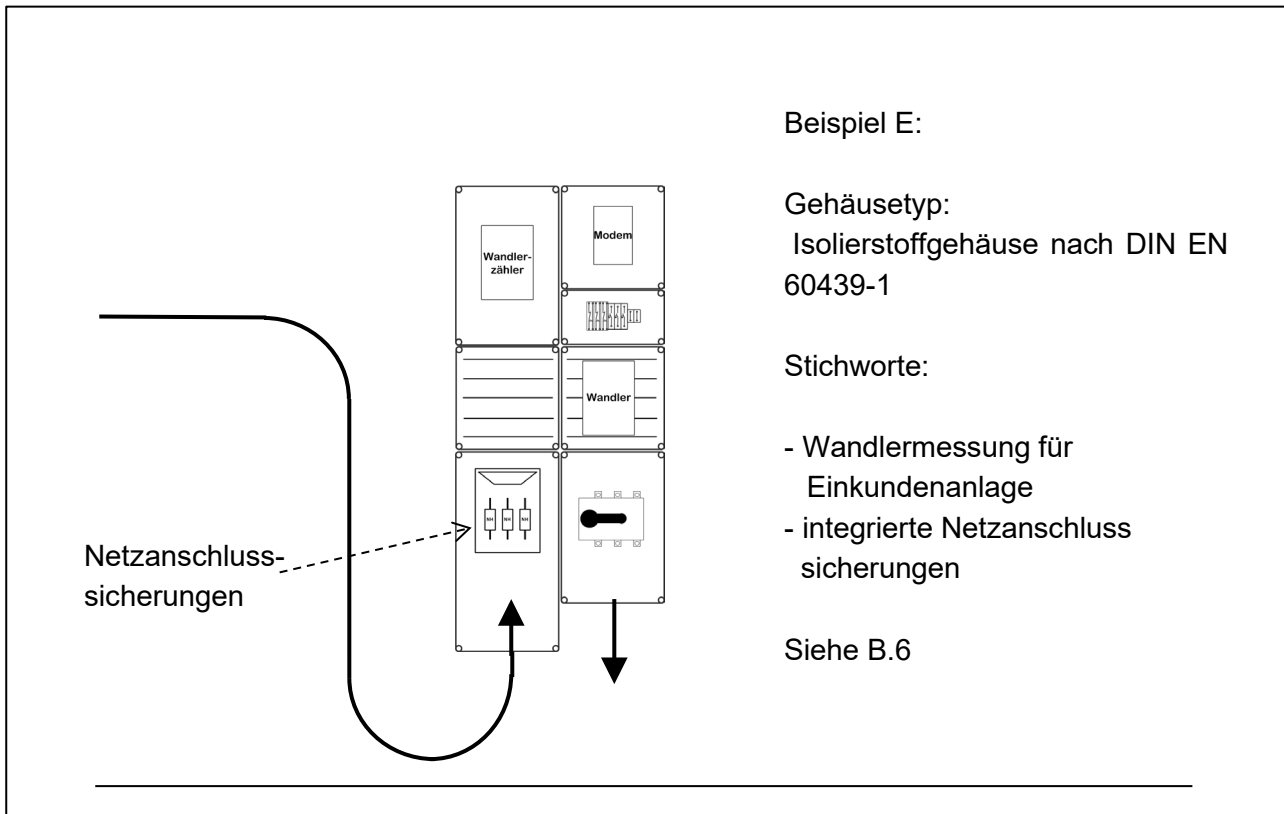 Beispiel E:
Gehäusetyp:
Isolierstoffgehäuse nach DIN EN
60439-1
Stichworte:
- Wandlermessung für
Einkundenanlage
- integrierte Netzanschluss
sicherungen
Siehe B.6
Wandler-
zähler
Modem
Wandler
NH NH NH
Netzanschluss-
sicherungen